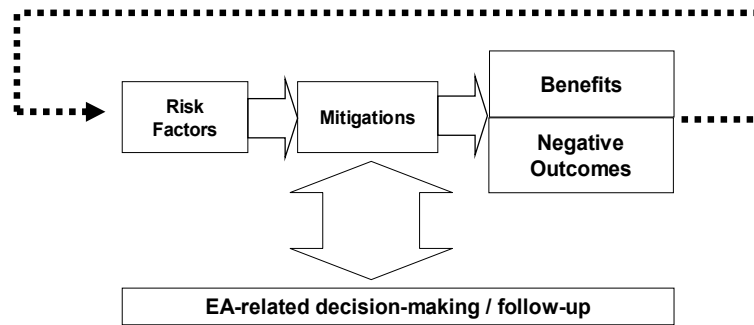 Risk
Factors
Mitigations
Benefits
Negative
Outcomes
EA-related decision-making / follow-up